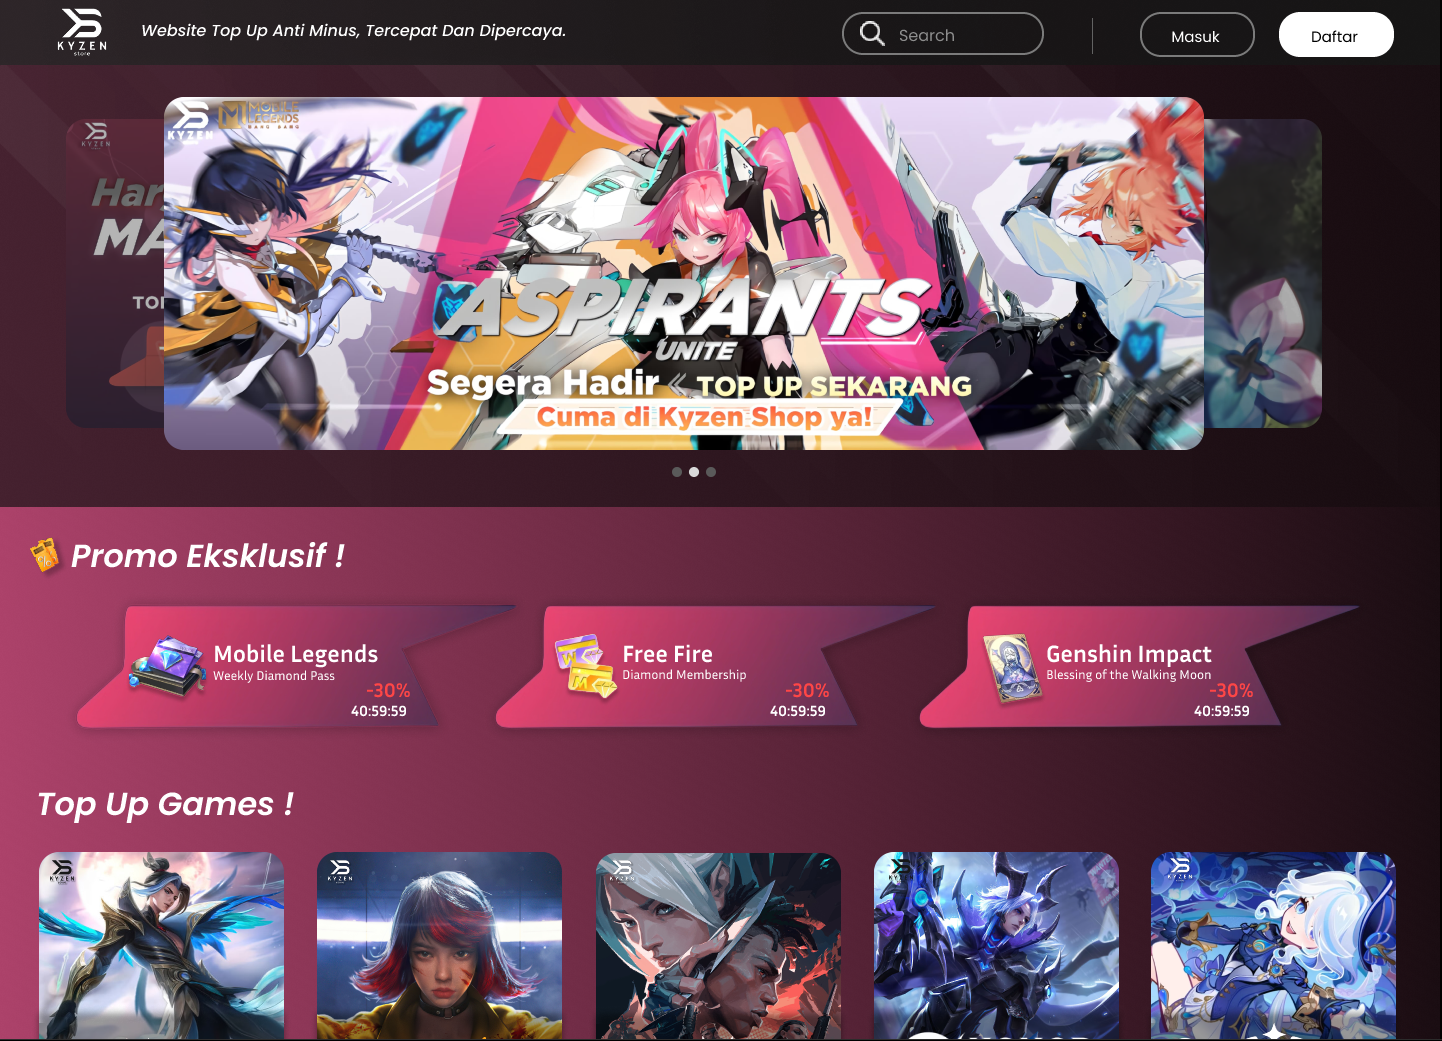 KYZEN
store
Website Top Up Anti Minus, Tercepat Dan Dipercaya.
Search
Masuk
Daftar
KYZEN
MOBILE
LEGENDS
BANG BANG
KYZEN
ASPIRANTS
UNITE
Segera Hadir « TOP UP SEKARANG
Cuma di Kyzen Shop ya!
Promo Eksklusif !
Mobile Legends
Weekly Diamond Pass
-30%
40:59:59
Free Fire
Diamond Membership
-30%
40:59:59
Genshin Impact
Blessing of the Walking Moon
-30%
40:59:59
Top Up Games !
KYZEN
KYZEN
KYZEN
KYZEN
KYZEN